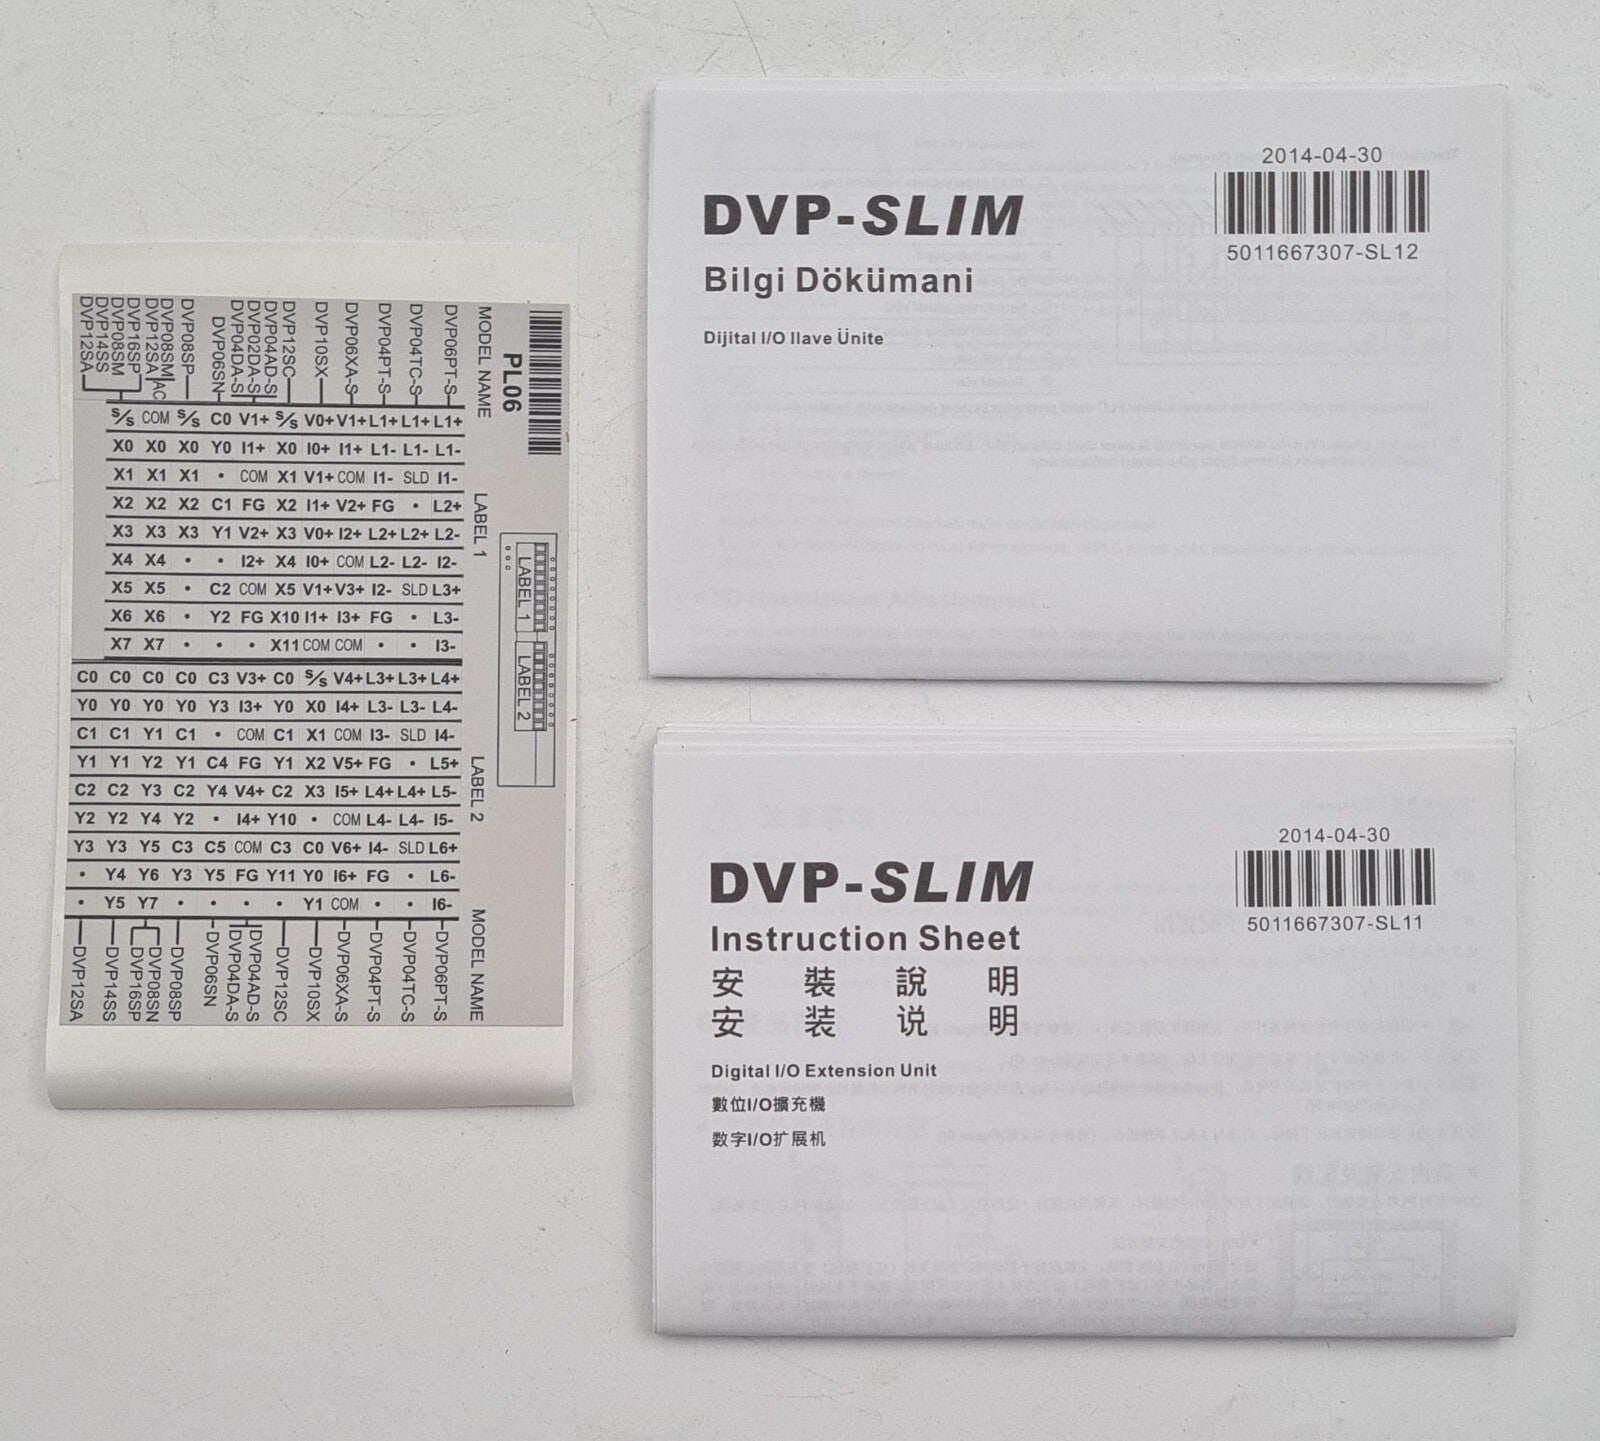 PL06
MODEL NAME
DVP06PT-S
DVP04TC-S
DVP04PT-S
DVP06XA-S
DVP10SX
DVP12SC
DVP04AD-S
DVP02DA-S
DVP04DA-S
DVP06SN
DVP08SP
DVP08SM
DVP12SA AC
DVP16SP
DVP08SM
DVP14SS
DVP12SA
LABEL 1
S/S COM S/S C0 V1+ S/S V0+ V1+ L1+ L1+ L1+
X0 X0 X0 Y0 I1+ X0 I0+ I1+ L1- L1- L1-
X1 X1 X1 • COM X1 V1+ COM I1- SLD I1-
X2 X2 X2 C1 FG X2 I1+ V2+ FG • L2+
X3 X3 X3 Y1 V2+ X3 V0+ I2+ L2+ L2+ L2-
X4 X4 • • I2+ X4 I0+ COM L2- L2- I2-
X5 X5 • C2 COM X5 V1+ V3+ I2- SLD L3+
X6 X6 • Y2 FG X10 I1+ I3+ FG • L3-
X7 X7 • • • X11 COM COM • • I3-
LABEL 1
LABEL 2
LABEL 2
C0 C0 C0 C0 C3 V3+ C0 S/S V4+ L3+ L3+ L4+
Y0 Y0 Y0 Y0 Y3 I3+ Y0 X0 I4+ L3- L3- L4-
C1 C1 Y1 C1 • COM C1 X1 COM I3- SLD I4-
Y1 Y1 Y2 Y1 C4 FG Y1 X2 V5+ FG • L5+
C2 C2 Y3 C2 Y4 V4+ C2 X3 I5+ L4+ L4+ L5-
Y2 Y2 Y4 Y2 • I4+ Y10 • COM L4- L4- I5-
Y3 Y3 Y5 C3 C5 COM C3 C0 V6+ I4- SLD L6+
• Y4 Y6 Y3 Y5 FG Y11 Y0 I6+ FG • L6-
• Y5 Y7 • • • • Y1 COM • • I6-
MODEL NAME
DVP06PT-S
DVP04TC-S
DVP04PT-S
DVP06XA-S
DVP10SX
DVP12SC
DVP04AD-S
DVP04DA-S
DVP06SN
DVP08SP
DVP08SN
DVP16SP
DVP14SS
DVP12SA
2014-04-30
5011667307-SL12
DVP-SLIM
Bilgi Dökümani
Dijital I/O Ilave Ünite
2014-04-30
5011667307-SL11
DVP-SLIM
Instruction Sheet
安 裝 說 明
安 装 说 明
Digital I/O Extension Unit
數位I/O擴充機
数字I/O扩展机